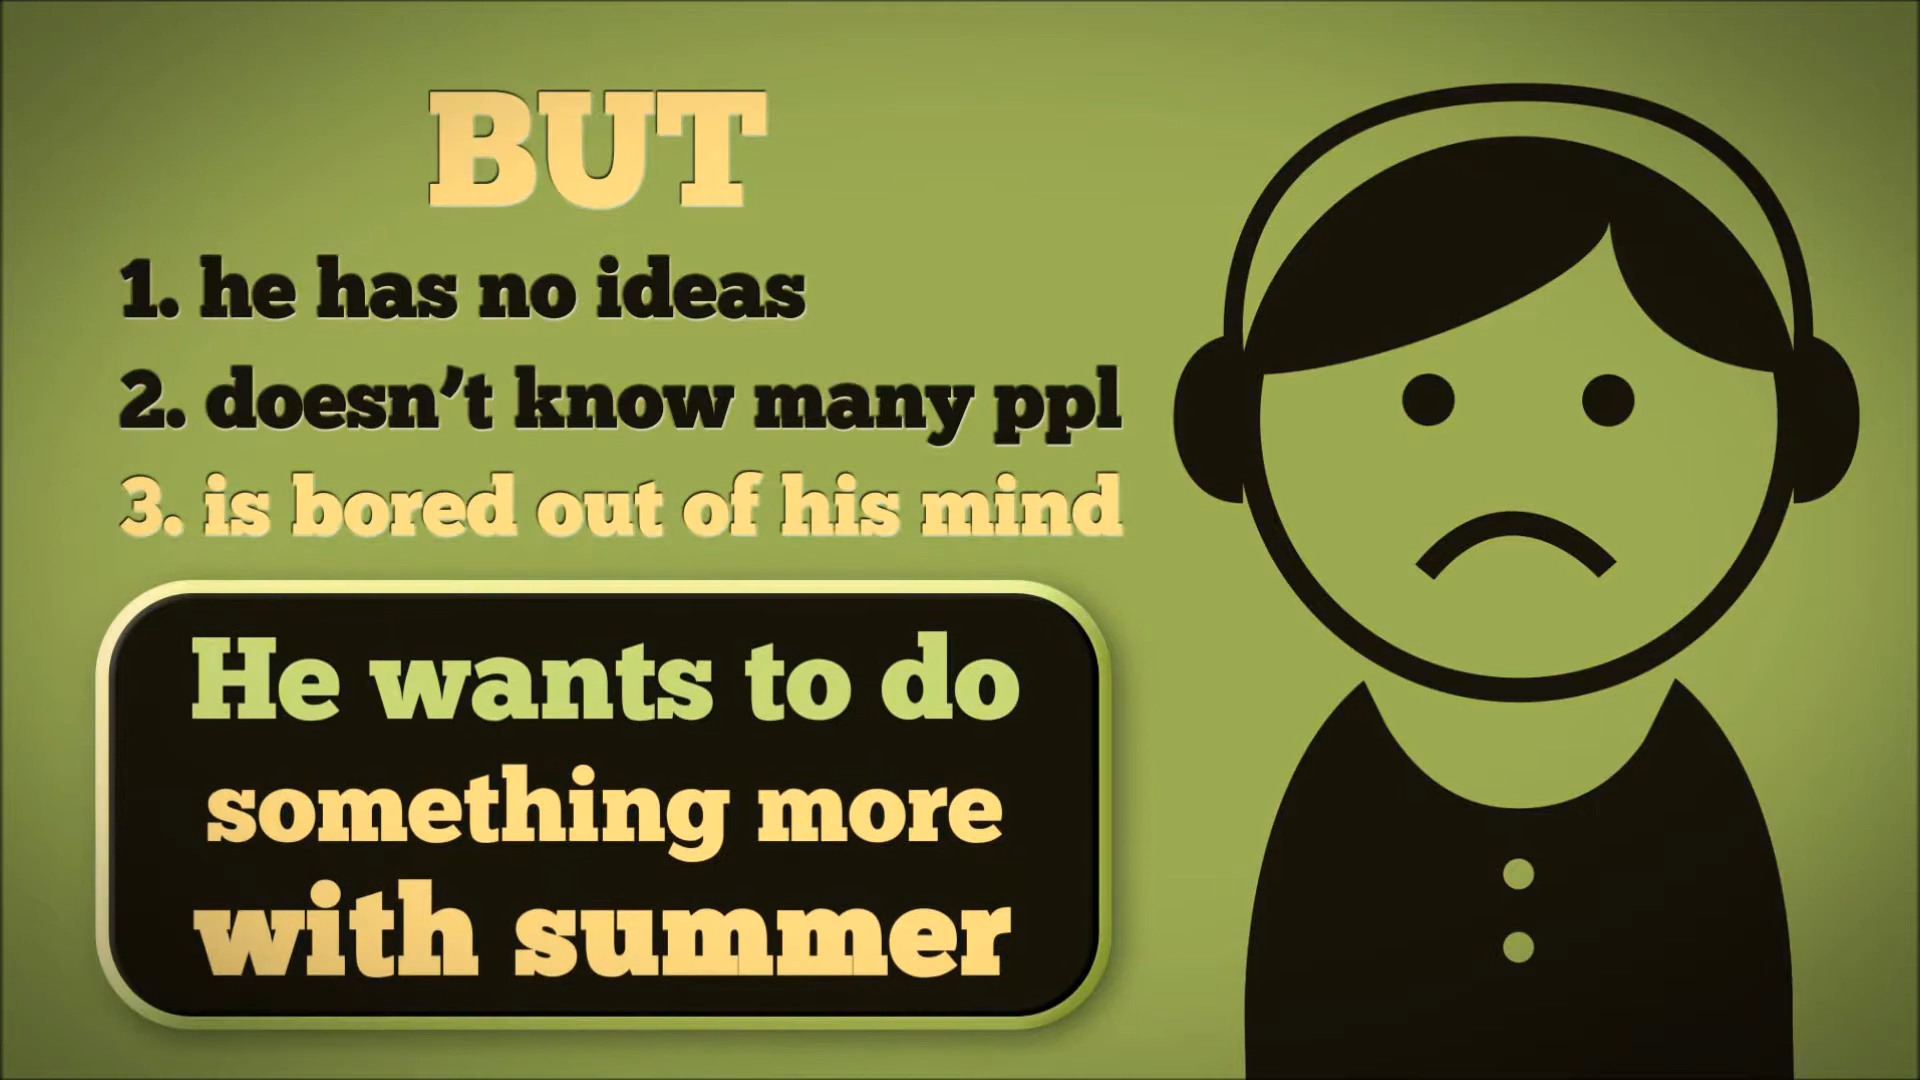 BUT
1. he has no ideas
2. doesn’t know many ppl
3. is bored out of his mind
He wants to do
something more
with summer